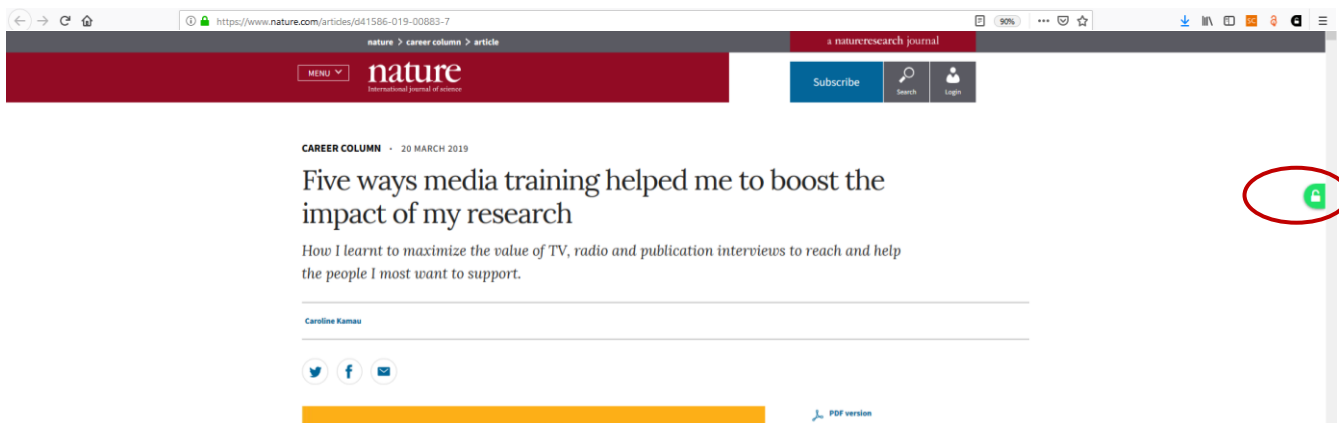 https://www.nature.com/articles/d41586-019-00883-7
90%
SC
nature > career column > article
a natureresearch journal
MENU
nature
International journal of science
Subscribe
Search
Login
CAREER COLUMN · 20 MARCH 2019
Five ways media training helped me to boost the
impact of my research
How I learnt to maximize the value of TV, radio and publication interviews to reach and help
the people I most want to support.
Caroline Kamau
PDF version